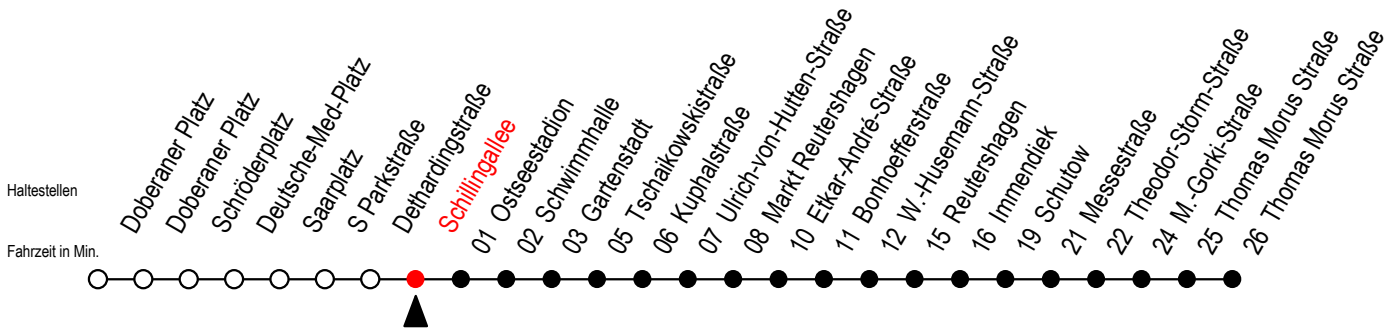 Haltestellen
Fahrzeit in Min.
Doberaner Platz
Doberaner Platz
Schröderplatz
Deutsche-Med-Platz
Saarplatz
S Parkstraße
Dethardingstraße
Schillingallee
01 Ostseestadion
02 Schwimmhalle
03 Gartenstadt
05 Tschaikowskistraße
06 Kuphalstraße
07 Ulrich-von-Hutten-Straße
08 Markt Reutershagen
10 Etkar-André-Straße
11 Bonhoefferstraße
12 W.-Husemann-Straße
15 Reutershagen
16 Immendiek
19 Schutow
21 Messestraße
22 Theodor-Storm-Straße
24 M.-Gorki-Straße
25 Thomas Morus Straße
26 Thomas Morus Straße